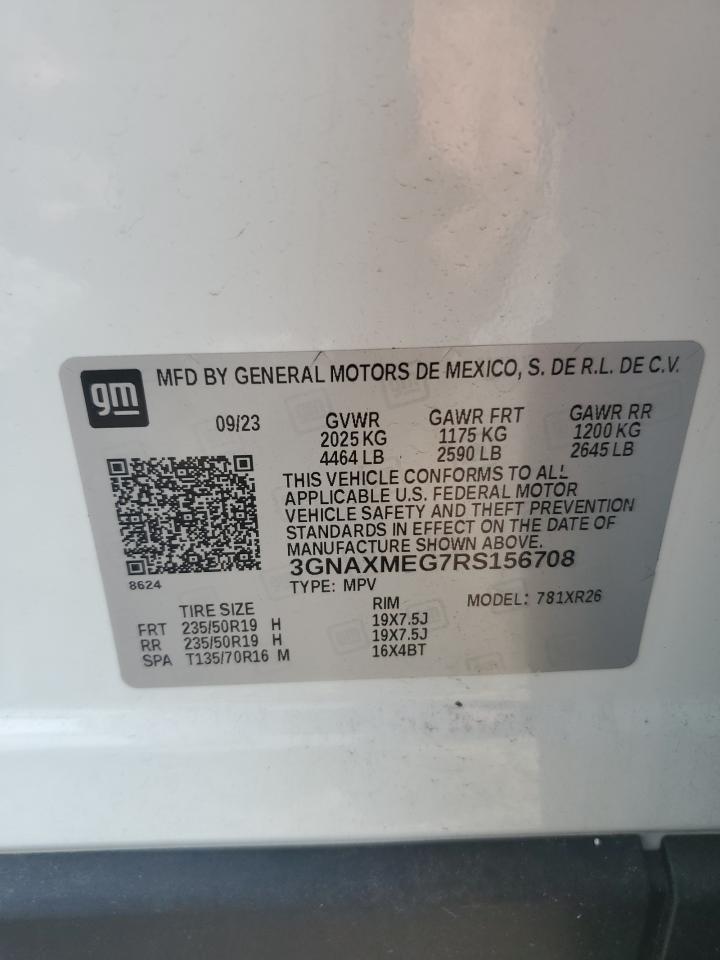 gm MFD BY GENERAL MOTORS DE MEXICO, S. DE R.L. DE C.V.
09/23 GVWR GAWR FRT GAWR RR
2025 KG 1175 KG 1200 KG
4464 LB 2590 LB 2645 LB
THIS VEHICLE CONFORMS TO ALL
APPLICABLE U.S. FEDERAL MOTOR
VEHICLE SAFETY AND THEFT PREVENTION
STANDARDS IN EFFECT ON THE DATE OF
MANUFACTURE SHOWN ABOVE.
3GNAXMEG7RS156708
8624
TYPE: MPV MODEL: 781XR26
TIRE SIZE RIM
FRT 235/50R19 H 19X7.5J
RR 235/50R19 H 19X7.5J
SPA T135/70R16 M 16X4BT